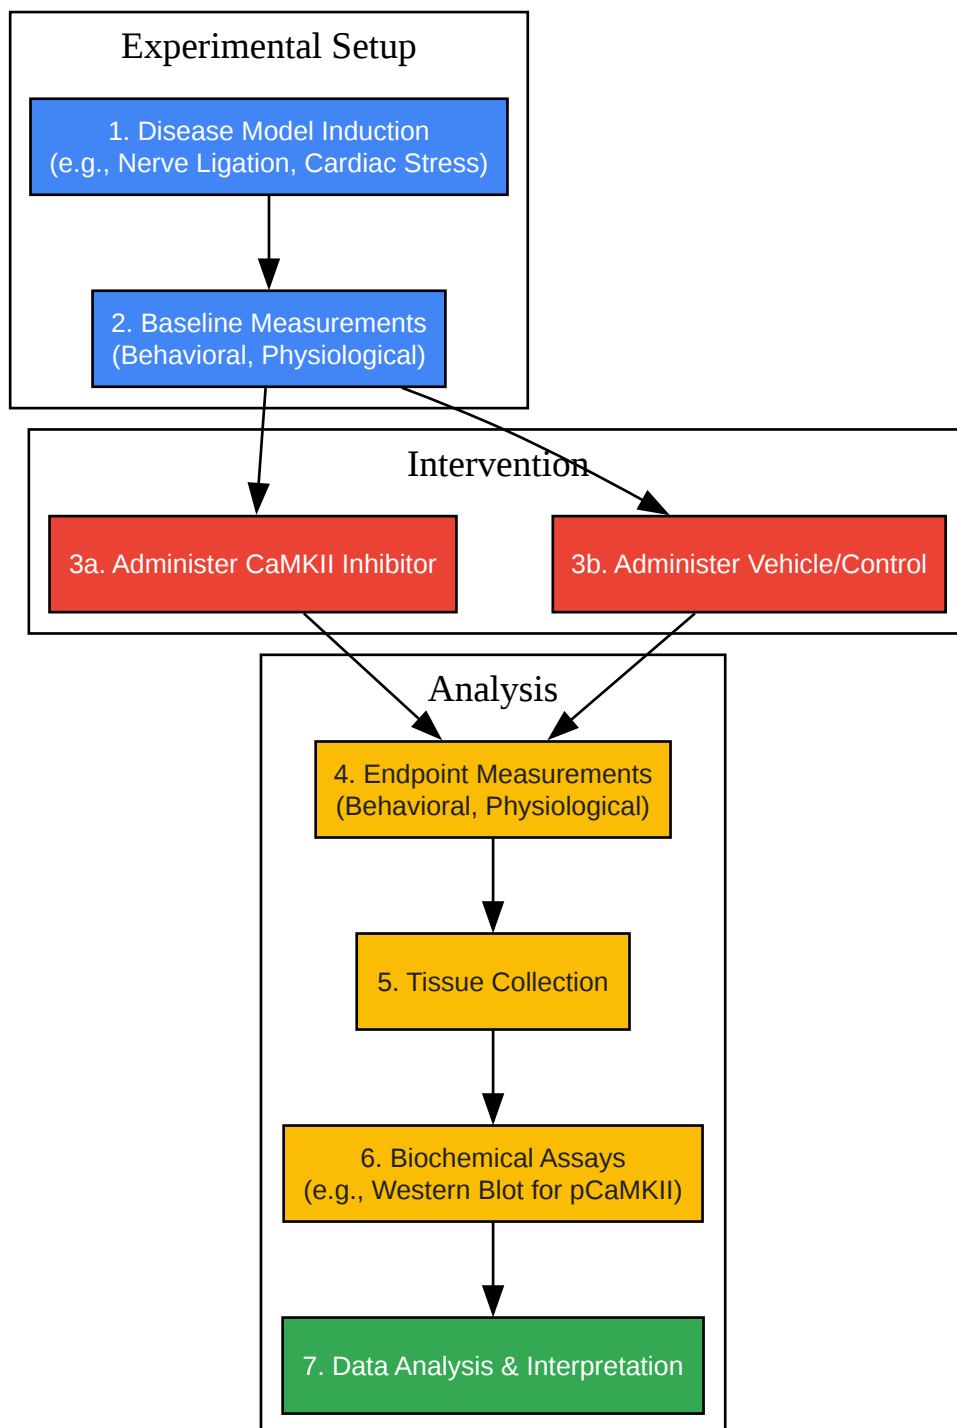 Experimental Setup
1. Disease Model Induction
(e.g., Nerve Ligation, Cardiac Stress)
2. Baseline Measurements
(Behavioral, Physiological)
Intervention
3a. Administer CaMKII Inhibitor
3b. Administer Vehicle/Control
Analysis
4. Endpoint Measurements
(Behavioral, Physiological)
5. Tissue Collection
6. Biochemical Assays
(e.g., Western Blot for pCaMKII)
7. Data Analysis & Interpretation